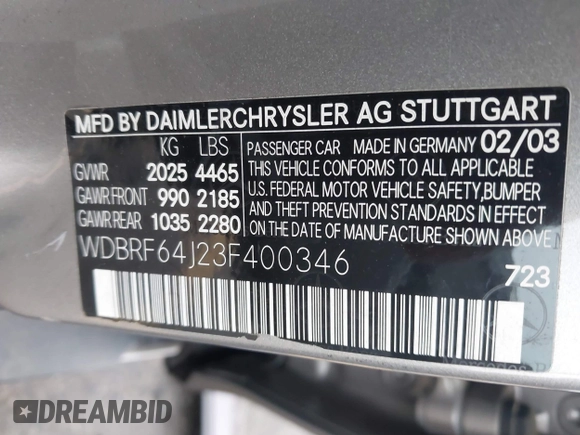 MFD BY DAIMLERCHRYSLER AG STUTTGART
KG LBS
GVWR 2025 4465
GAWR FRONT 990 2185
GAWR REAR 1035 2280
PASSENGER CAR MADE IN GERMANY 02/03
THIS VEHICLE CONFORMS TO ALL APPLICABLE
U.S. FEDERAL MOTOR VEHICLE SAFETY, BUMPER
AND THEFT PREVENTION STANDARDS IN EFFECT
ON THE DATE OF MANUFACTURE SHOWN ABOVE
WDBRF64J23F400346
723
DREAMBID